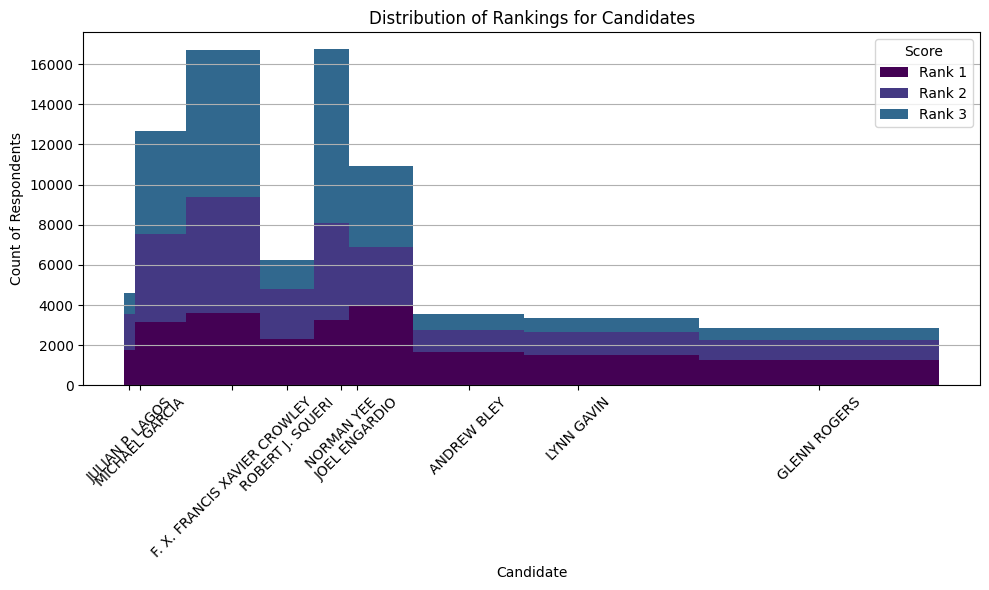 Distribution of Rankings for Candidates
Score
Rank 1
Rank 2
Rank 3
Count of Respondents
16000
14000
12000
10000
8000
6000
4000
2000
0
JULIAN P. LAGOS
MICHAEL GARCIA
F. X. FRANCIS XAVIER CROWLEY
ROBERT J. SQUERI
NORMAN YEE
JOEL ENGARDIO
ANDREW BLEY
LYNN GAVIN
GLENN ROGERS
Candidate